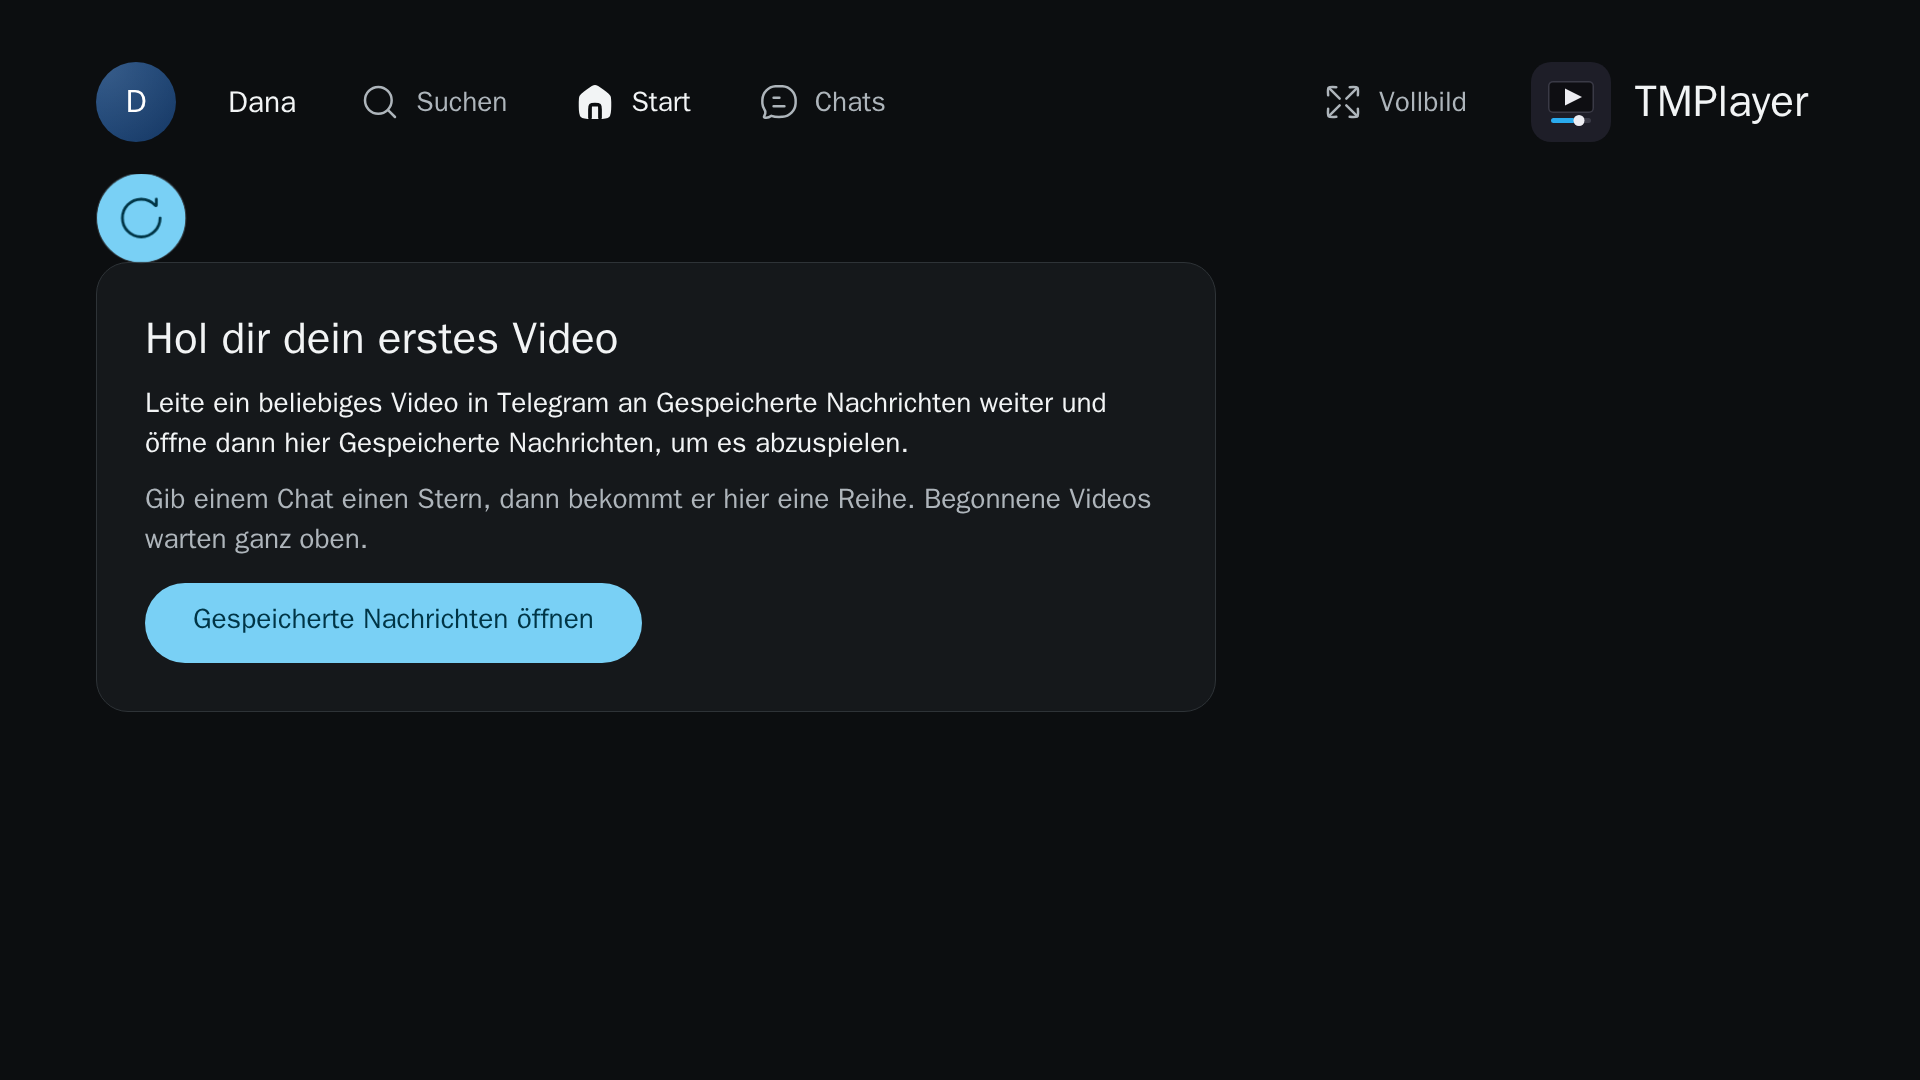 D
Dana
Suchen
Start
Chats
Vollbild
TMPlayer
Hol dir dein erstes Video
Leite ein beliebiges Video in Telegram an Gespeicherte Nachrichten weiter und
öffne dann hier Gespeicherte Nachrichten, um es abzuspielen.
Gib einem Chat einen Stern, dann bekommt er hier eine Reihe. Begonnene Videos
warten ganz oben.
Gespeicherte Nachrichten öffnen